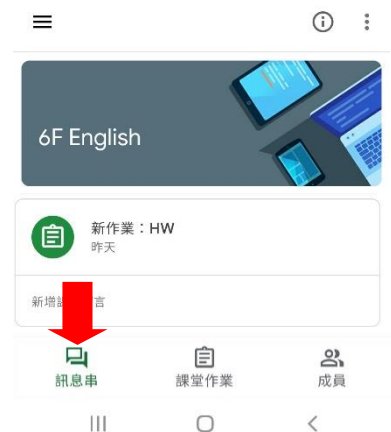 6F English
新作業：HW
昨天
新增 言
訊息串
課堂作業
成員